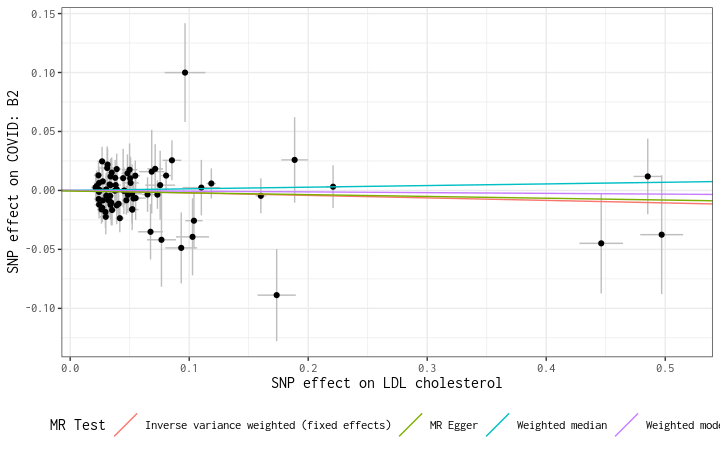 0.15
0.10
0.05
0.00
-0.05
-0.10
SNP effect on COVID: B2
0.0 0.1 0.2 0.3 0.4 0.5
SNP effect on LDL cholesterol
MR Test Inverse variance weighted (fixed effects) MR Egger Weighted median Weighted mode